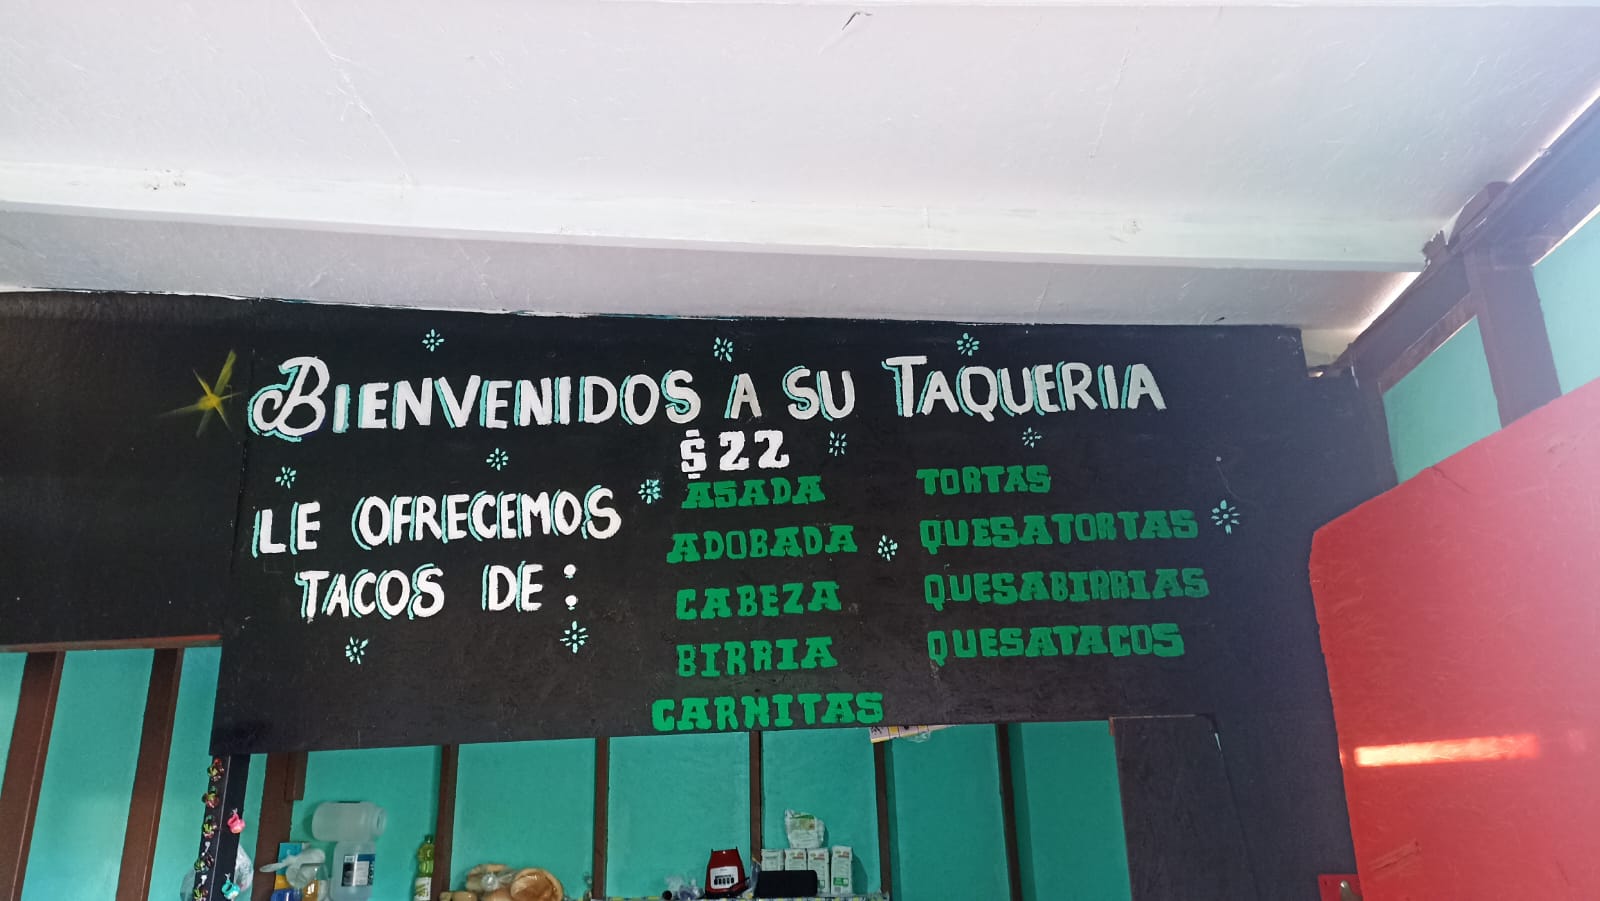 BIENVENIDOS A SU TAQUERIA
$22
LE OFRECEMOS
TACOS DE:
ASADA
ADOBADA
CABEZA
BIRRIA
CARNITAS
TORTAS
QUESATORTAS
QUESABIRRIAS
QUESATACOS